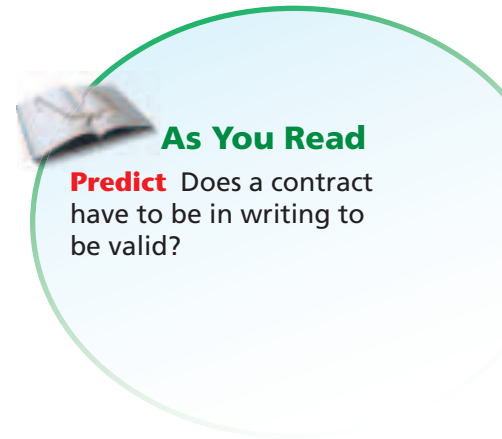 As You Read
Predict Does a contract
have to be in writing to
be valid?